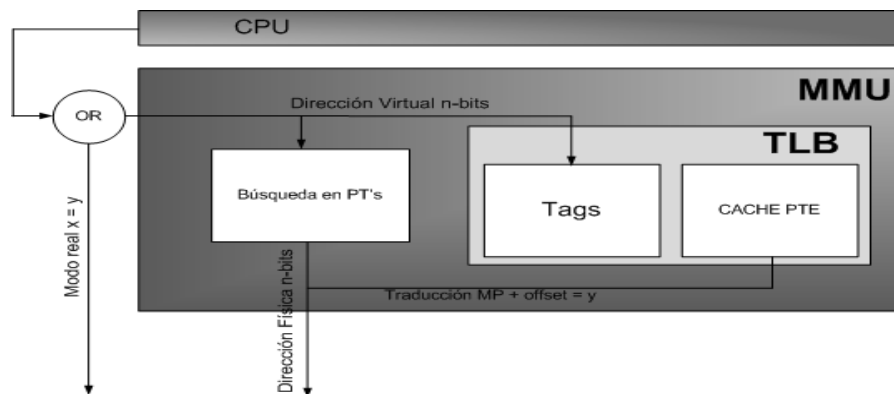 CPU
MMU
OR
Dirección Virtual n-bits
TLB
Búsqueda en PT's
Tags
CACHE PTE
Modo real x = y
Traducción MP + offset = y
Dirección Física n-bits